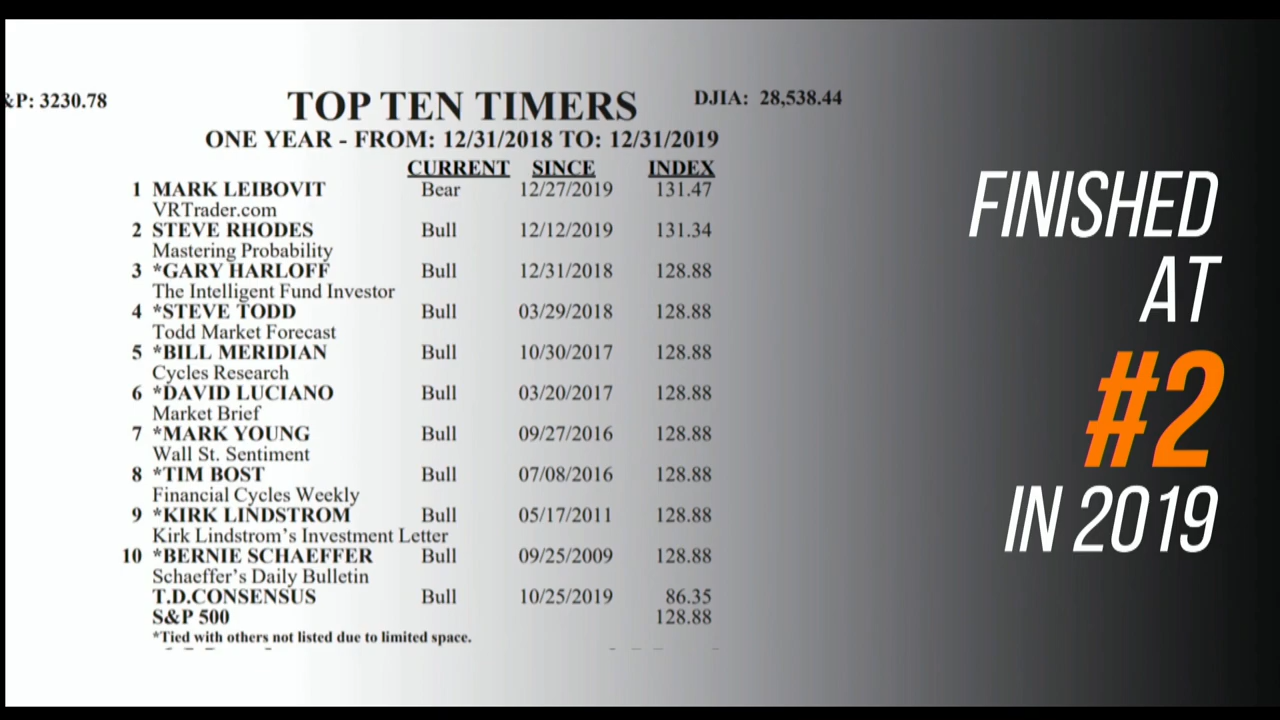 &P: 3230.78
TOP TEN TIMERS
DJIA: 28,538.44
ONE YEAR - FROM: 12/31/2018 TO: 12/31/2019
CURRENT SINCE INDEX
1 MARK LEIBOVIT Bear 12/27/2019 131.47
VRTrader.com
2 STEVE RHODES Bull 12/12/2019 131.34
Mastering Probability
3 *GARY HARLOFF Bull 12/31/2018 128.88
The Intelligent Fund Investor
4 *STEVE TODD Bull 03/29/2018 128.88
Todd Market Forecast
5 *BILL MERIDIAN Bull 10/30/2017 128.88
Cycles Research
6 *DAVID LUCIANO Bull 03/20/2017 128.88
Market Brief
7 *MARK YOUNG Bull 09/27/2016 128.88
Wall St. Sentiment
8 *TIM BOST Bull 07/08/2016 128.88
Financial Cycles Weekly
9 *KIRK LINDSTROM Bull 05/17/2011 128.88
Kirk Lindstrom's Investment Letter
10 *BERNIE SCHAEFFER Bull 09/25/2009 128.88
Schaeffer's Daily Bulletin
T.D.CONSENSUS Bull 10/25/2019 86.35
S&P 500 128.88
*Tied with others not listed due to limited space.
FINISHED
AT
#2
IN 2019